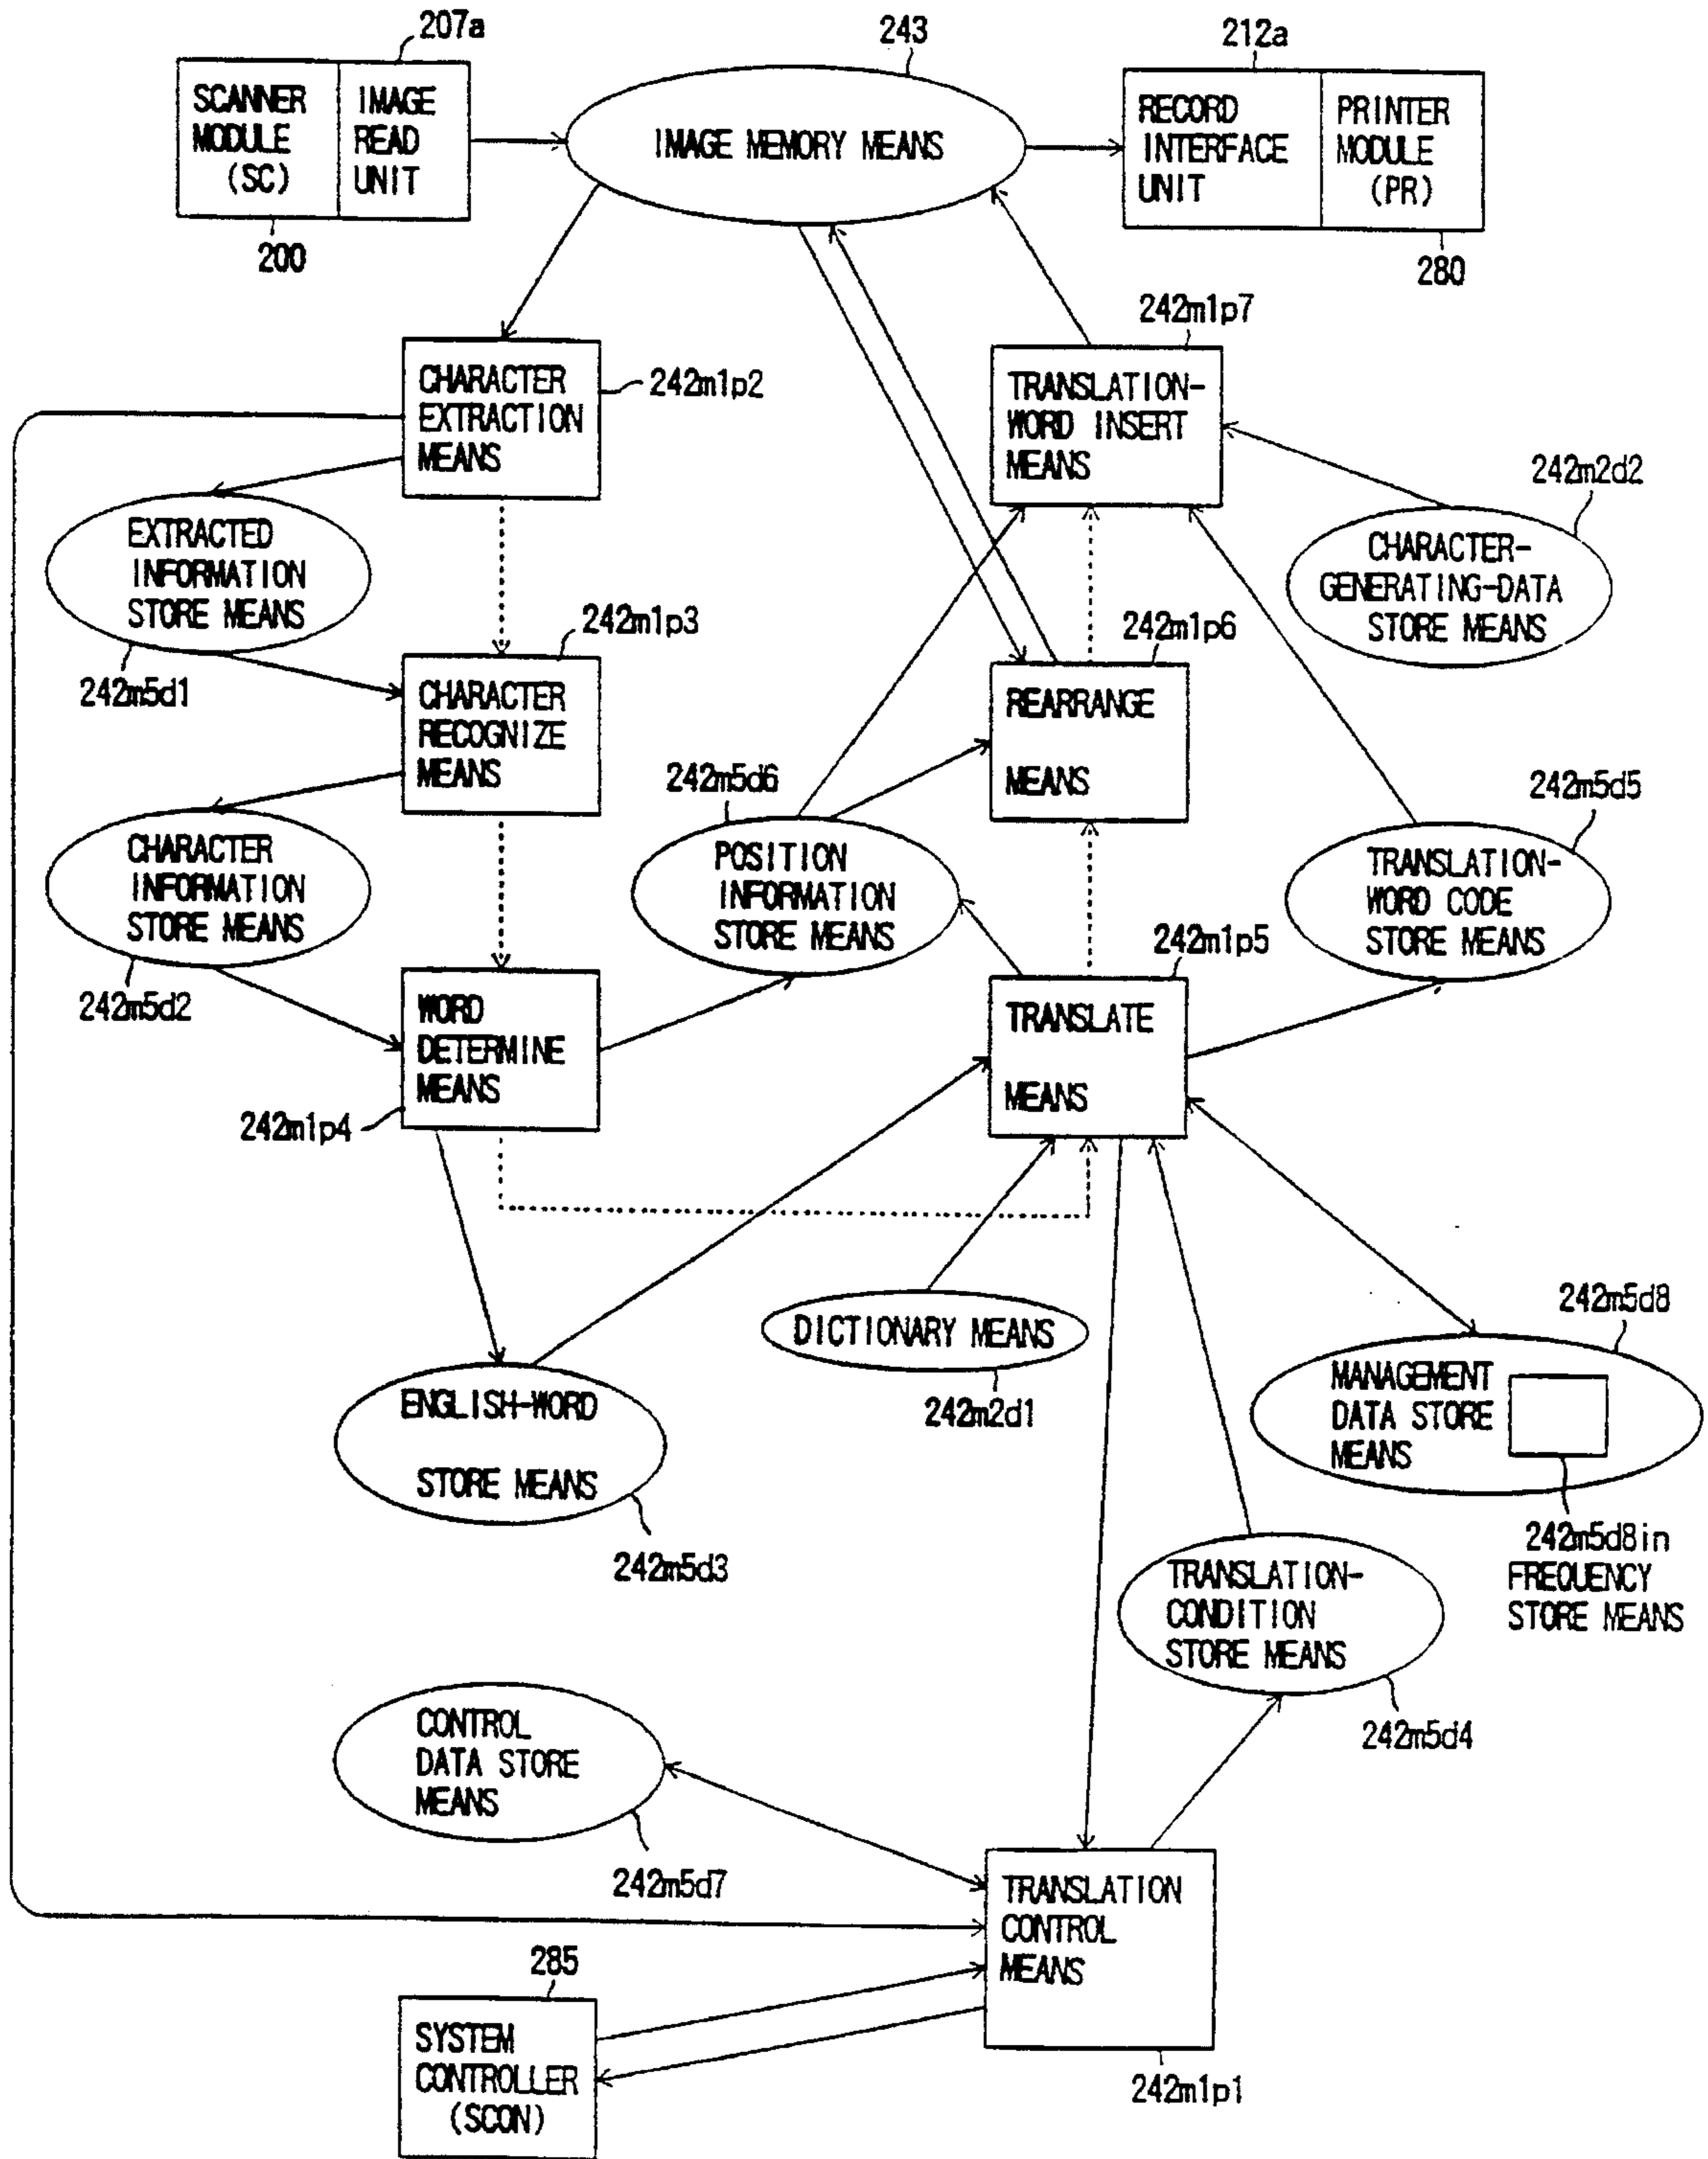 207a
243
212a
SCANNER
MODULE
(SC)
IMAGE
READ
UNIT
IMAGE MEMORY MEANS
RECORD
INTERFACE
UNIT
PRINTER
MODULE
(PR)
200
280
242m1p7
CHARACTER
EXTRACTION
MEANS
242m1p2
TRANSLATION-
WORD INSERT
MEANS
242m2d2
EXTRACTED
INFORMATION
STORE MEANS
CHARACTER-
GENERATING-DATA
STORE MEANS
242m1p3
242m1p6
242m5d1
CHARACTER
RECOGNIZE
MEANS
REARRANGE
MEANS
242m5d6
242m5d5
CHARACTER
INFORMATION
STORE MEANS
POSITION
INFORMATION
STORE MEANS
TRANSLATION-
WORD CODE
STORE MEANS
242m1p5
242m5d2
WORD
DETERMINE
MEANS
TRANSLATE
MEANS
242m1p4
242m5d8
DICTIONARY MEANS
242m2d1
MANAGEMENT
DATA STORE
MEANS
ENGLISH-WORD
STORE MEANS
242m5d3
242m5d8in
FREQUENCY
STORE MEANS
TRANSLATION-
CONDITION
STORE MEANS
242m5d4
CONTROL
DATA STORE
MEANS
242m5d7
TRANSLATION
CONTROL
MEANS
285
SYSTEM
CONTROLLER
(SCON)
242m1p1